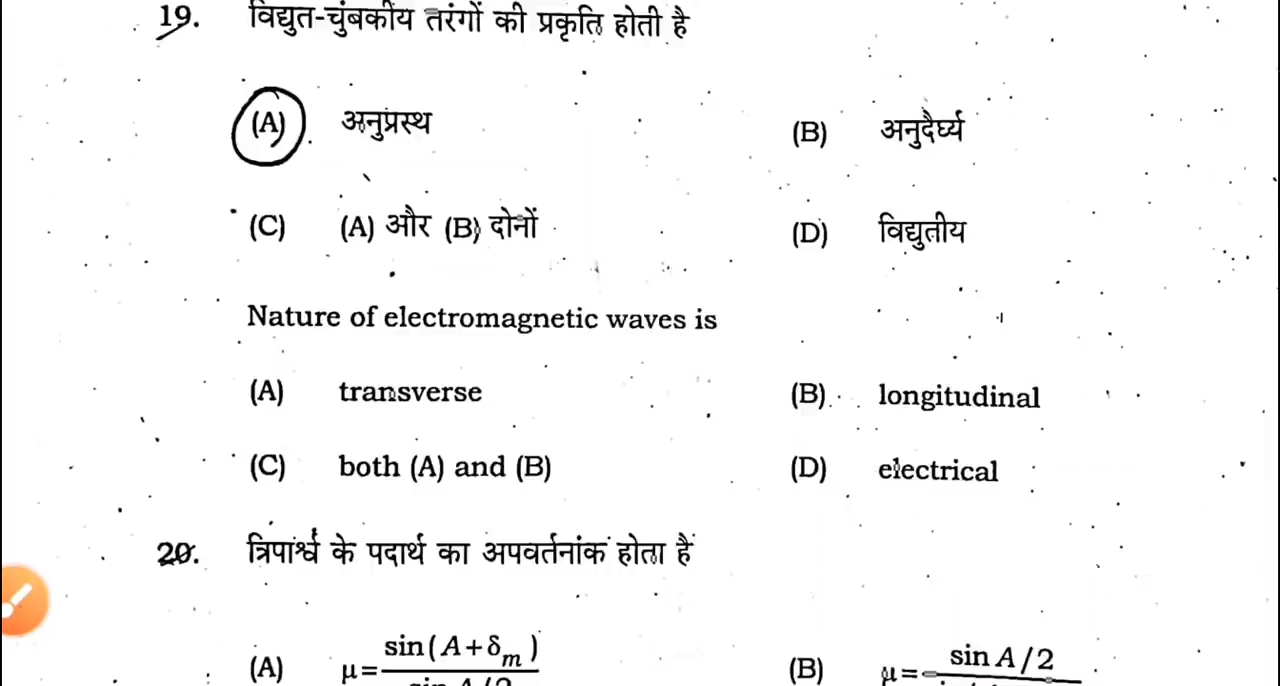 19. विद्युत-चुंबकीय तरंगों की प्रकृति होती है
(A) अनुप्रस्थ (B) अनुदैर्घ्य
(C) (A) और (B) दोनों (D) विद्युतीय
Nature of electromagnetic waves is
(A) transverse (B) longitudinal
(C) both (A) and (B) (D) electrical
20. त्रिपार्श्व के पदार्थ का अपवर्तनांक होता है
(A) μ= sin(A+δm) (B) μ= sin A/2